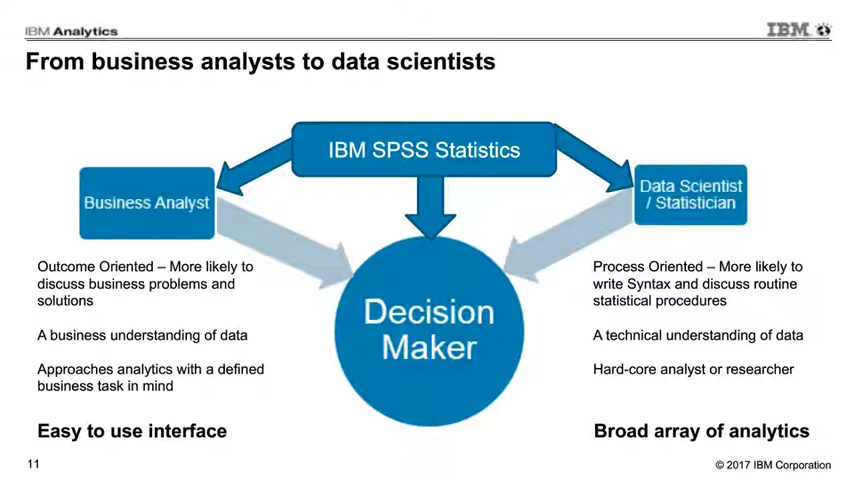 IBM Analytics
IBM
From business analysts to data scientists
IBM SPSS Statistics
Business Analyst
Data Scientist
/ Statistician
Decision
Maker
Outcome Oriented – More likely to
discuss business problems and
solutions
A business understanding of data
Approaches analytics with a defined
business task in mind
Easy to use interface
Process Oriented – More likely to
write Syntax and discuss routine
statistical procedures
A technical understanding of data
Hard-core analyst or researcher
Broad array of analytics
11
© 2017 IBM Corporation